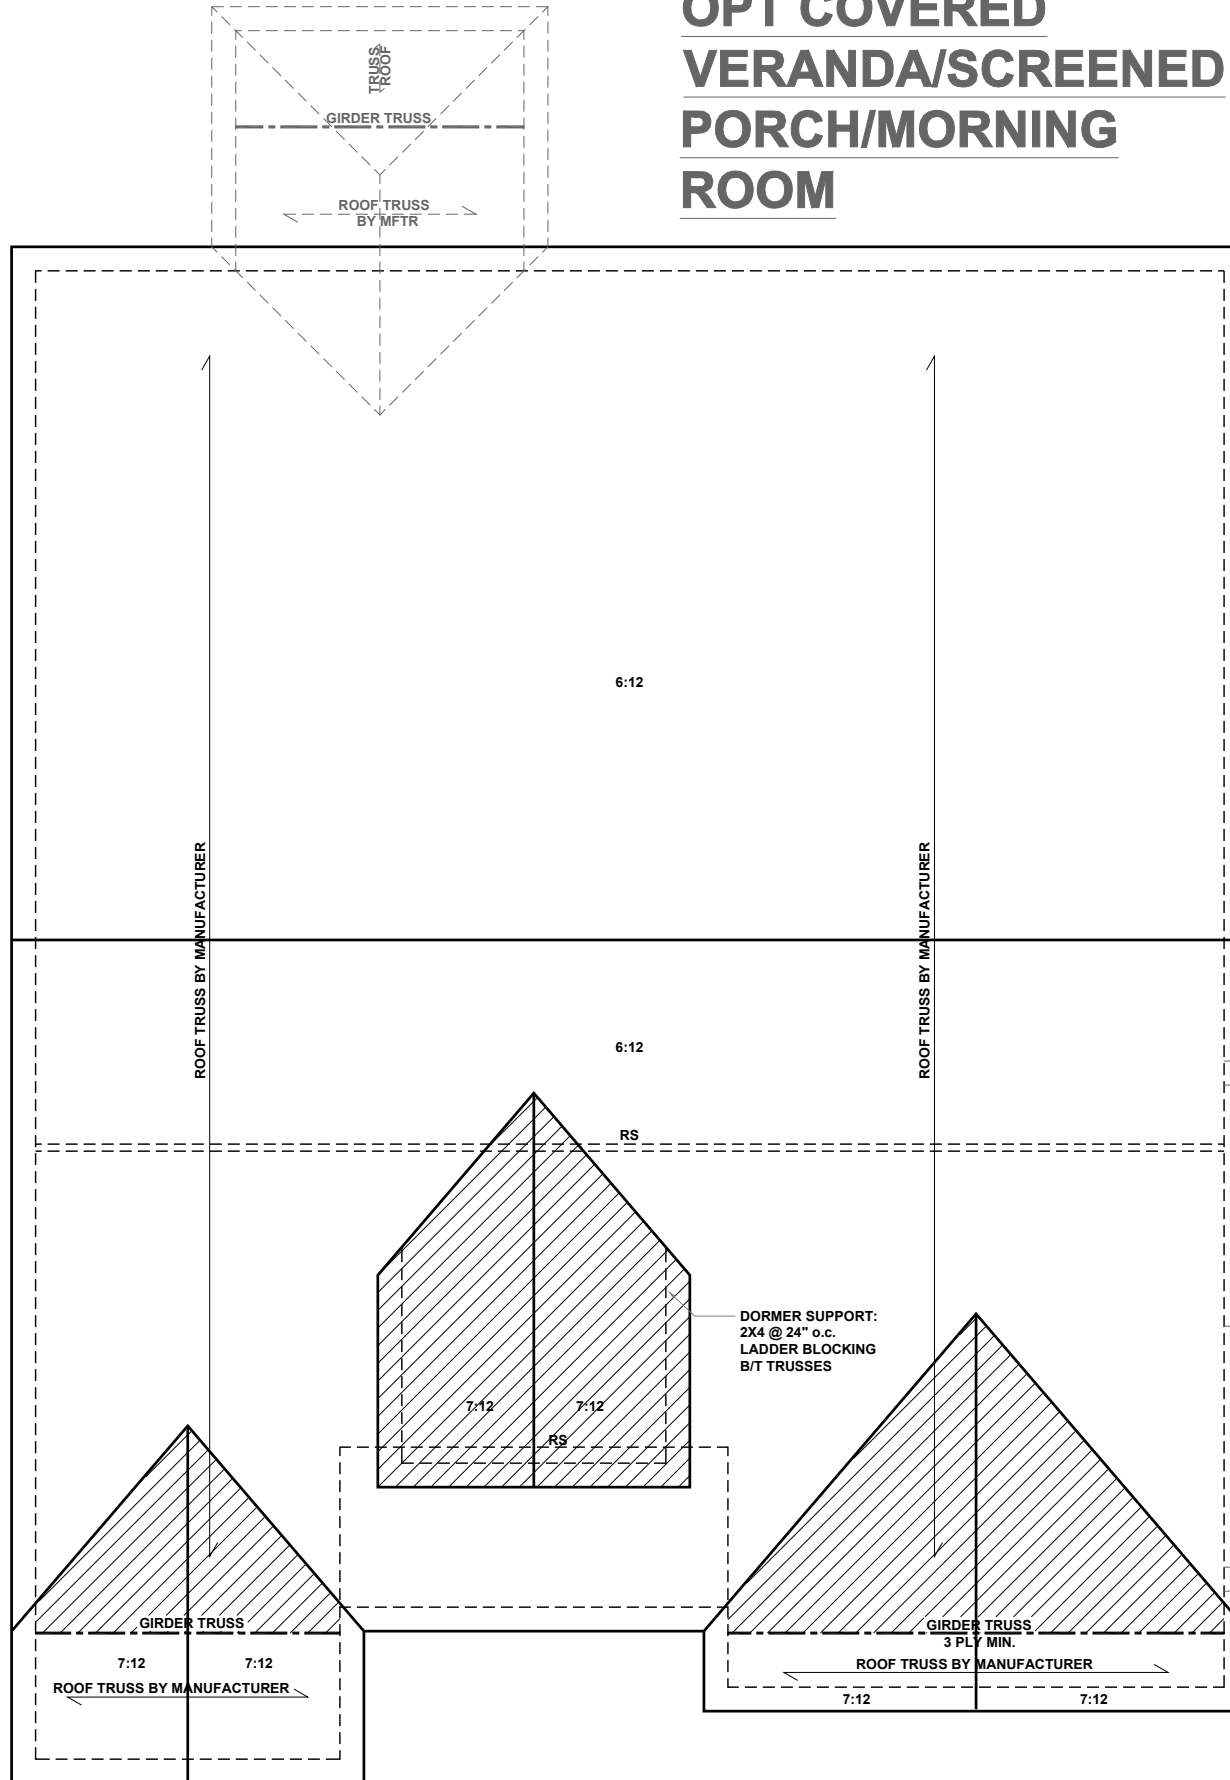 OPT COVERED
VERANDA/SCREENED
PORCH/MORNING
ROOM
TRUSS
ROOF
GIRDER TRUSS
ROOF TRUSS
BY MFTR
6:12
ROOF TRUSS BY MANUFACTURER
ROOF TRUSS BY MANUFACTURER
6:12
RS
DORMER SUPPORT:
2X4 @ 24" o.c.
LADDER BLOCKING
B/T TRUSSES
7:12
7:12
RS
GIRDER TRUSS
7:12
7:12
ROOF TRUSS BY MANUFACTURER
GIRDER TRUSS
3 PLY MIN.
ROOF TRUSS BY MANUFACTURER
7:12
7:12